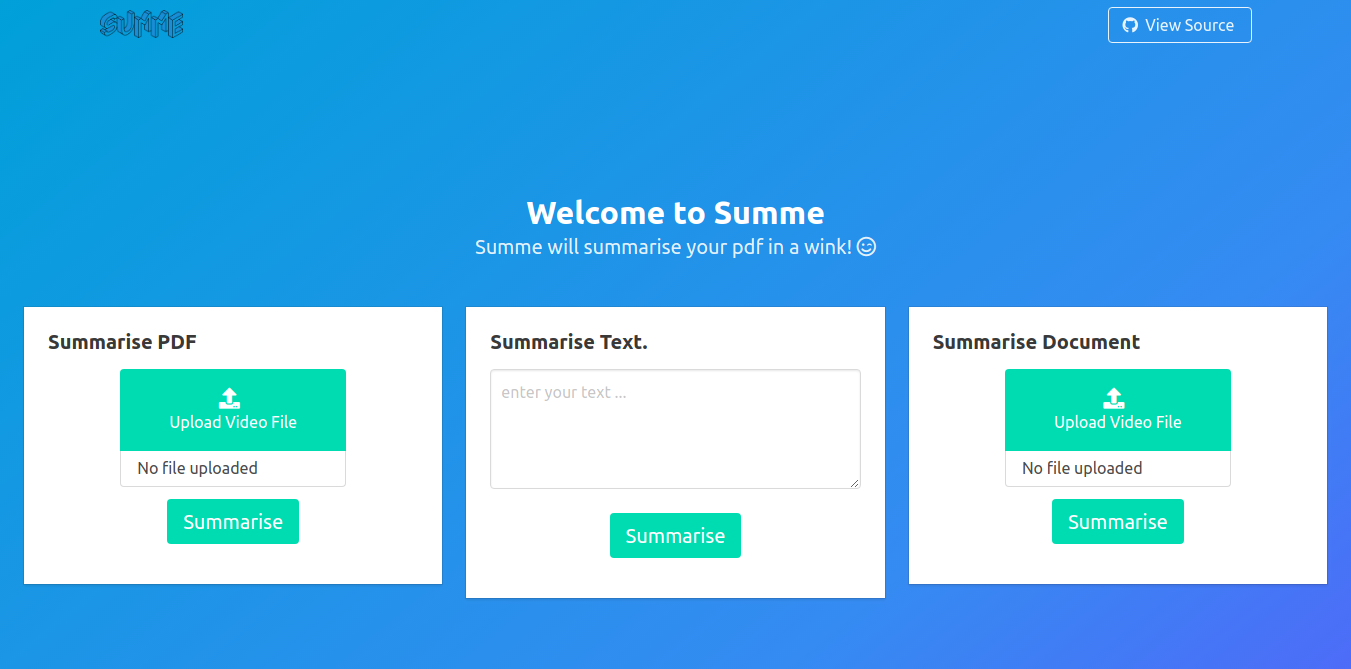 SUMME
View Source
Welcome to Summe
Summe will summarise your pdf in a wink!
Summarise PDF
Upload Video File
No file uploaded
Summarise
Summarise Text.
enter your text ...
Summarise
Summarise Document
Upload Video File
No file uploaded
Summarise